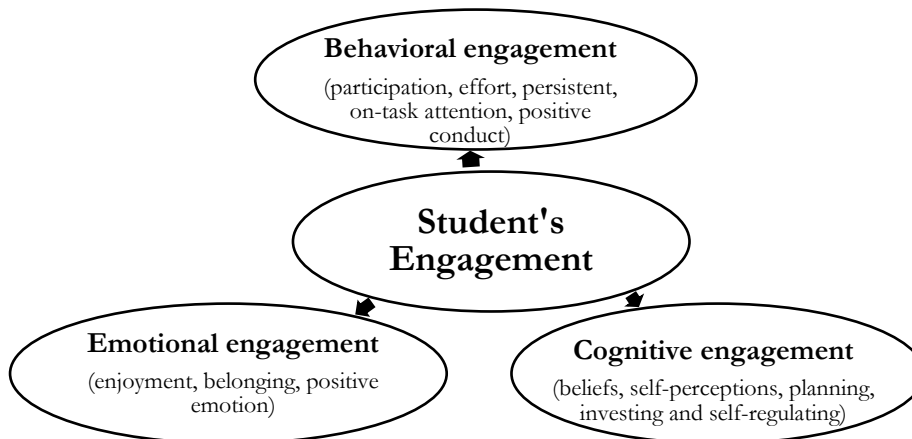 Behavioral engagement
(participation, effort, persistent,
on-task attention, positive
conduct)
Student's
Engagement
Emotional engagement
(enjoyment, belonging, positive
emotion)
Cognitive engagement
(beliefs, self-perceptions, planning,
investing and self-regulating)